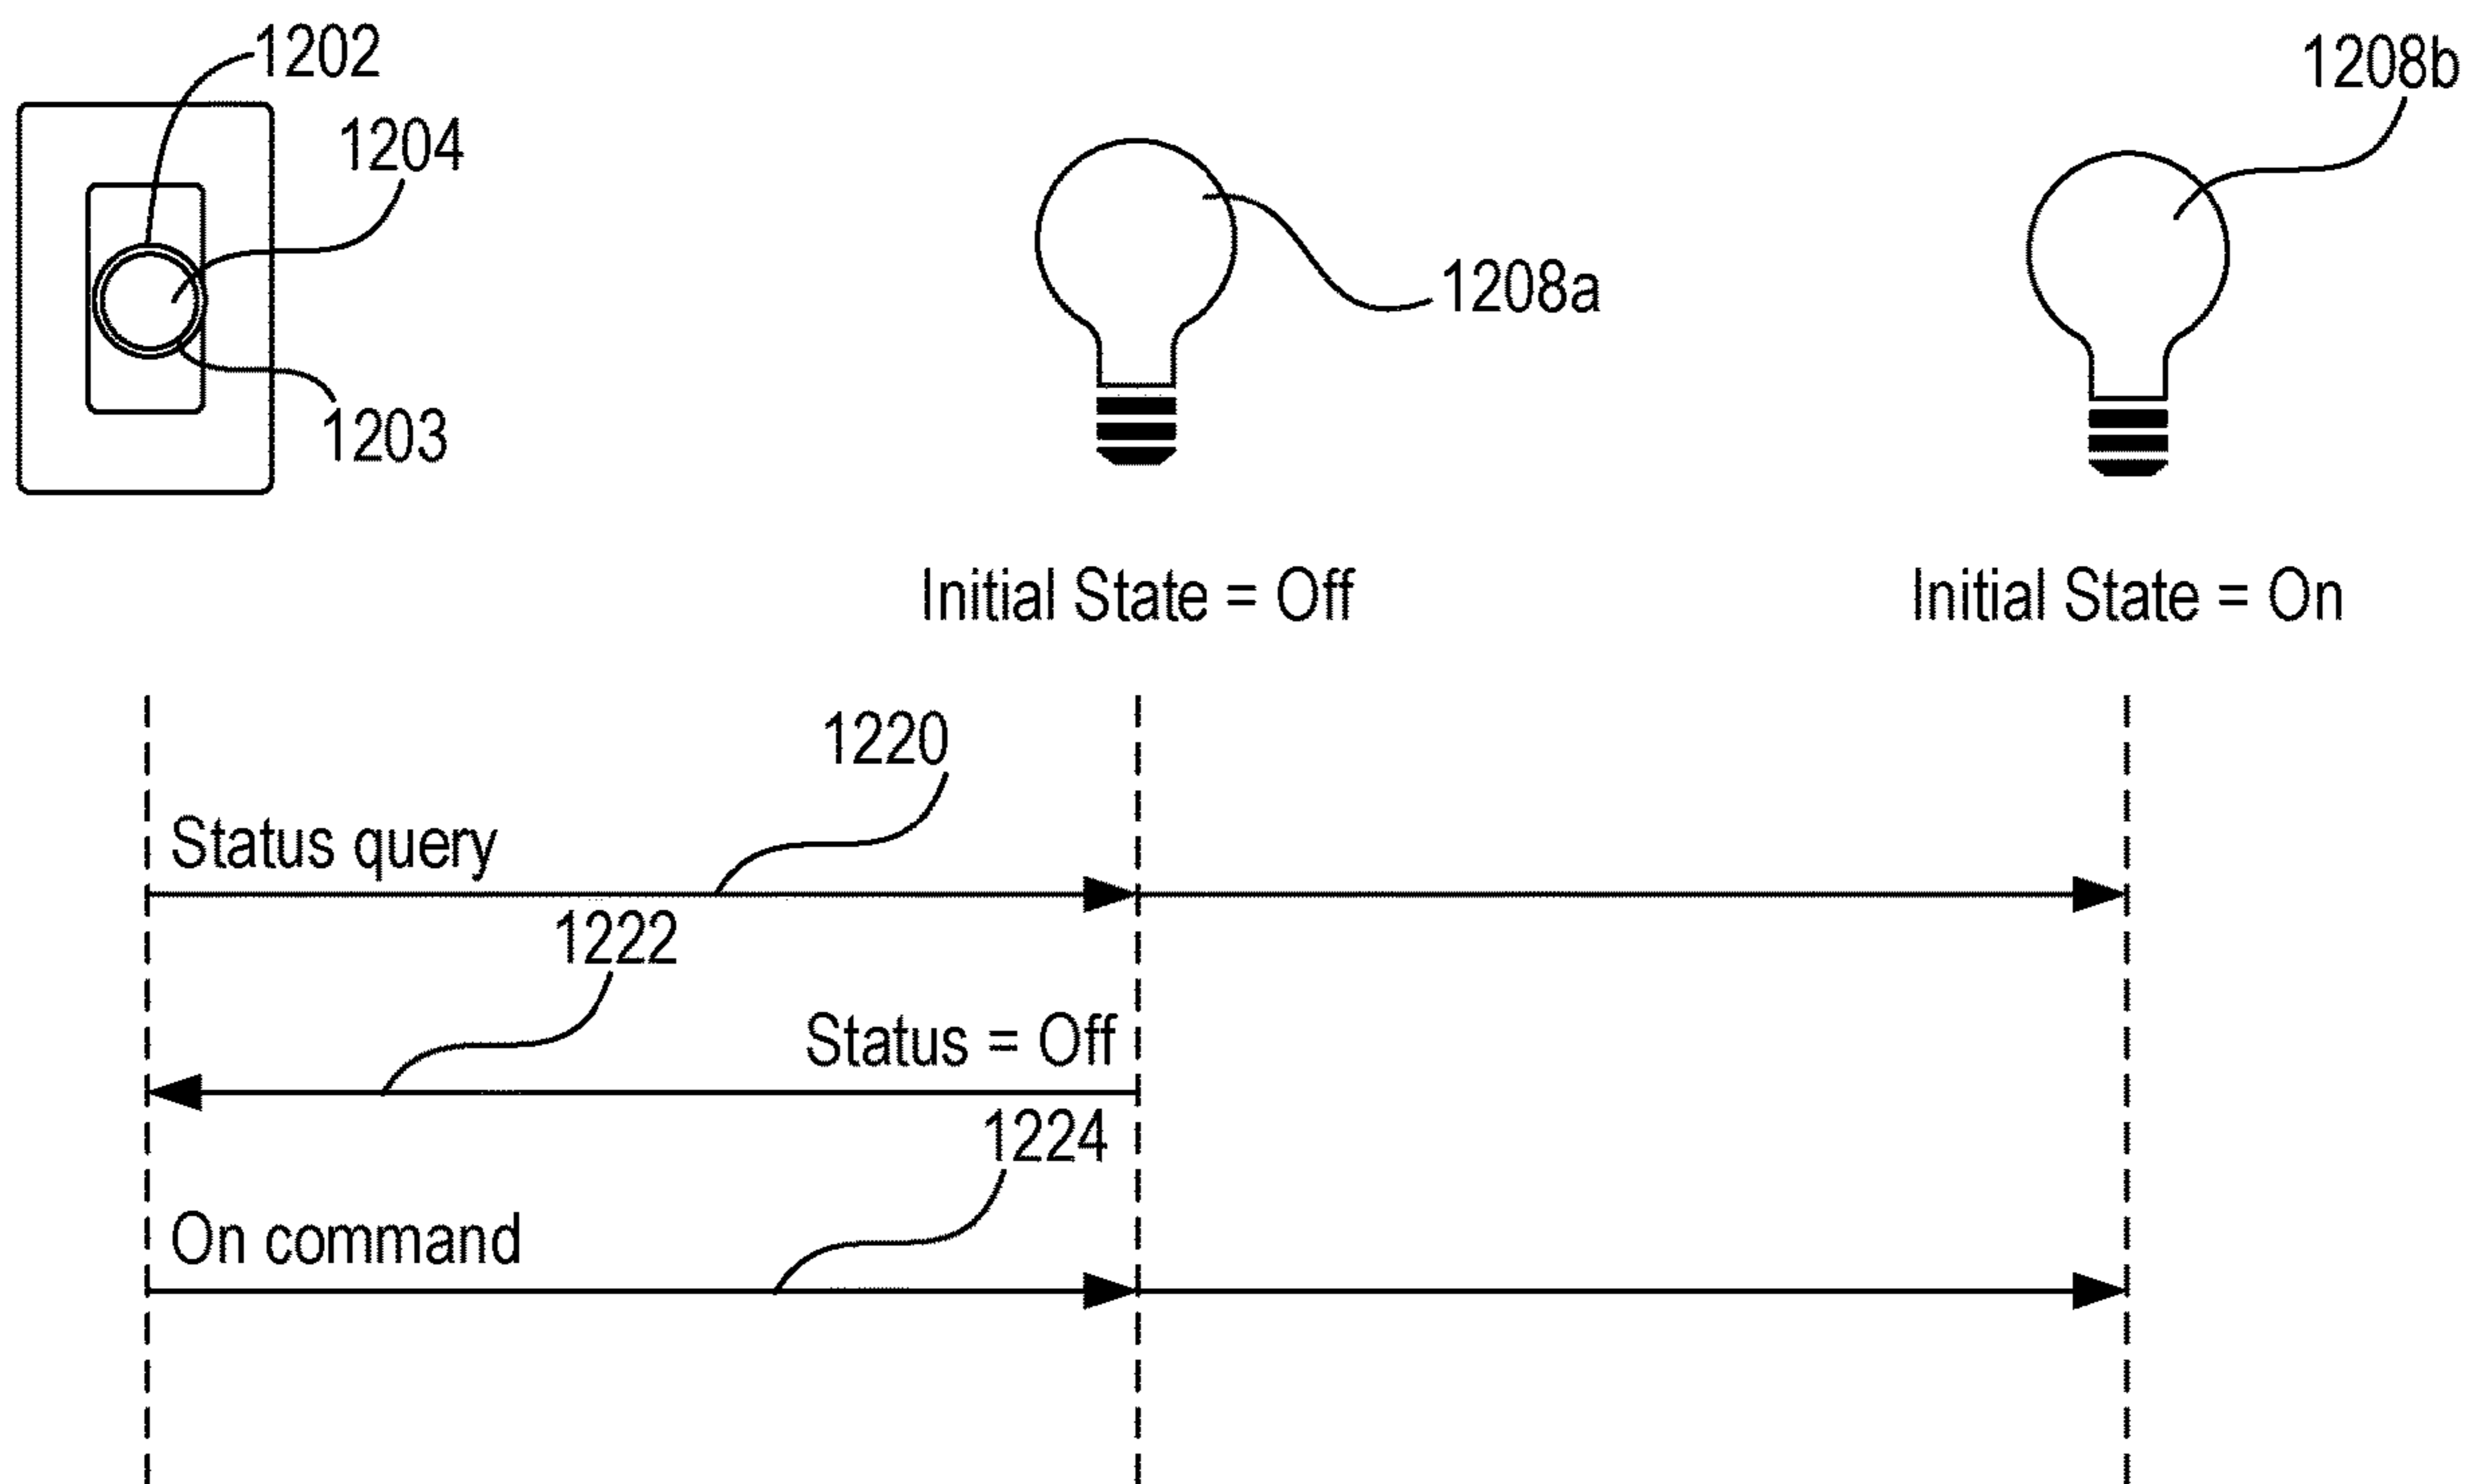 1202
1208b
1204
1208a
1203
Initial State = Off
Initial State = On
1220
Status query
1222
Status = Off
1224
On command